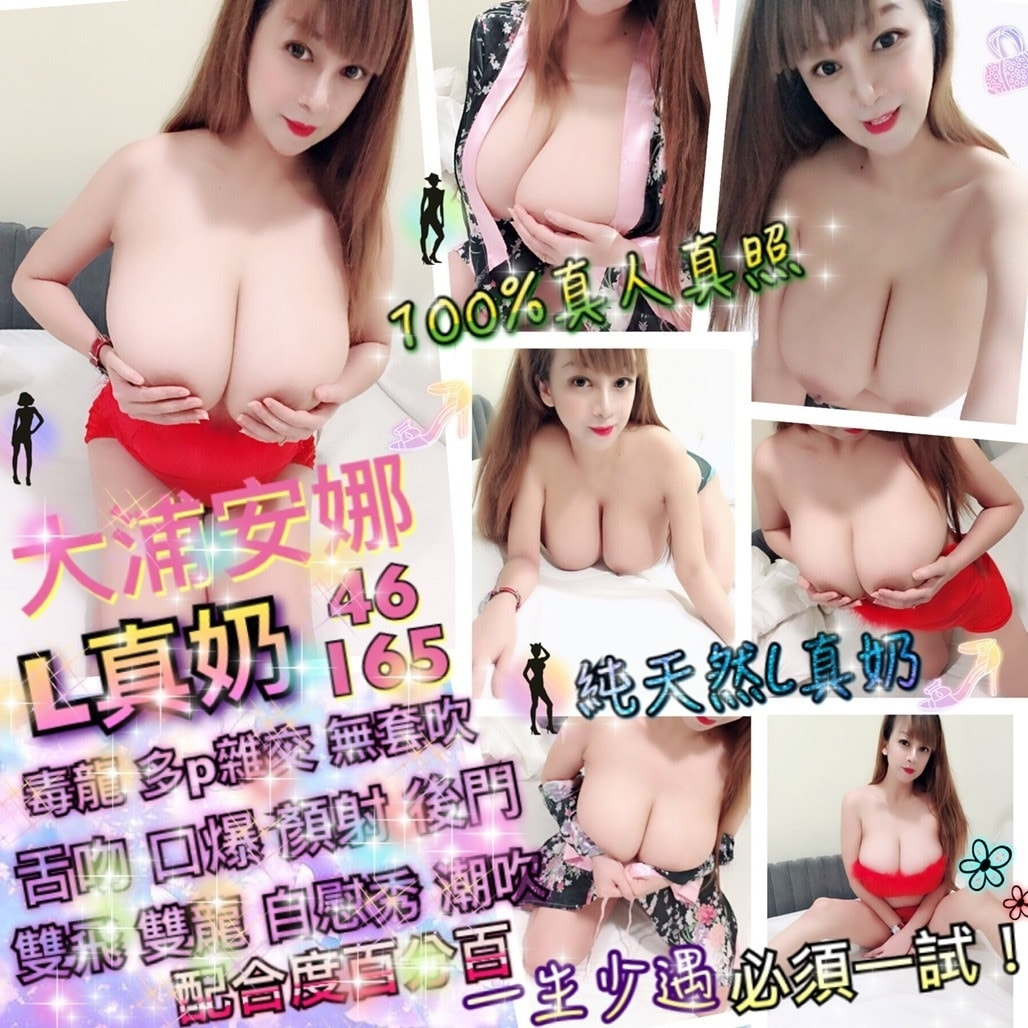 100%真人真照
大浦安娜
L真奶 46
165
純天然L真奶
毒龍 多p雜交 無套吹
舌吻 口爆 顏射 後門
雙飛 雙龍 自慰秀 潮吹
配合度百分百
一生少遇必須一試！